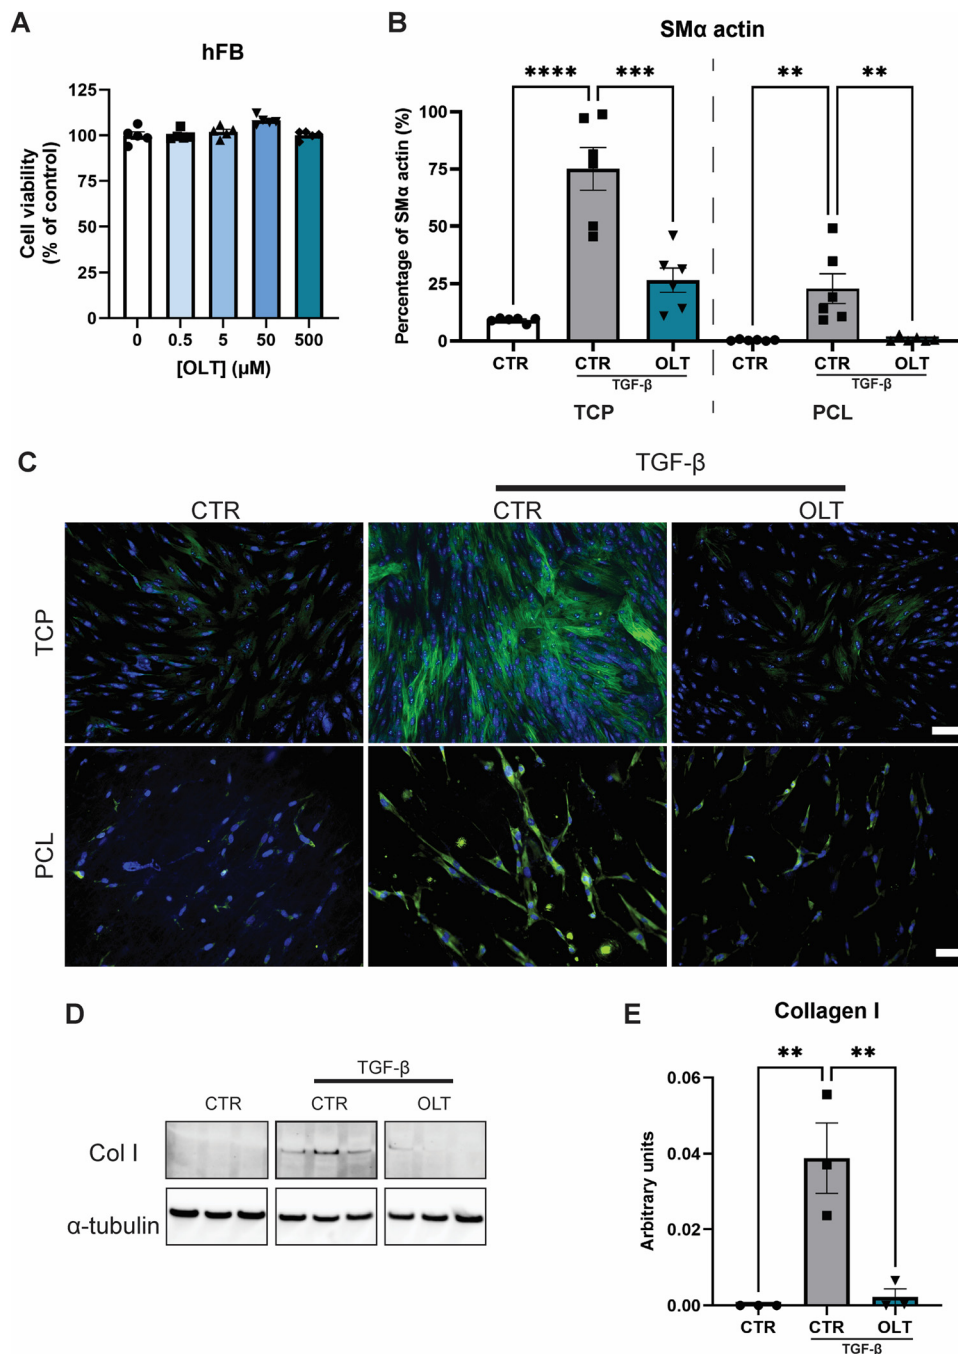 A
hFB
Cell viability
(% of control)
125
100
75
50
25
0
0 0.5 5 50 500
[OLT] (µM)
B
SMα actin
**** *** ** **
Percentage of SMα actin (%)
100
75
50
25
0
CTR CTR OLT CTR CTR OLT
TGF-β TGF-β
TCP PCL
C
TGF-β
CTR CTR OLT
TCP
PCL
D
TGF-β
CTR CTR OLT
Col I
α-tubulin
E
Collagen I
** **
Arbitrary units
0.06
0.04
0.02
0.00
CTR CTR OLT
TGF-β